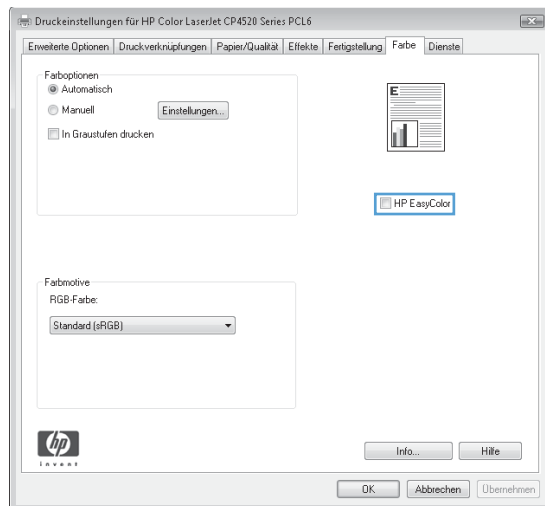 Druckeinstellungen für HP Color LaserJet CP4520 Series PCL6
Erweiterte Optionen Druckverknüpfungen Papier/Qualität Effekte Fertigstellung Farbe Dienste
Farboptionen
Automatisch
Manuell Einstellungen...
In Graustufen drucken
E
HP EasyColor
Farbmotive
RGB-Farbe:
Standard (sRGB)
hp
invent
Info... Hilfe
OK Abbrechen Übernehmen